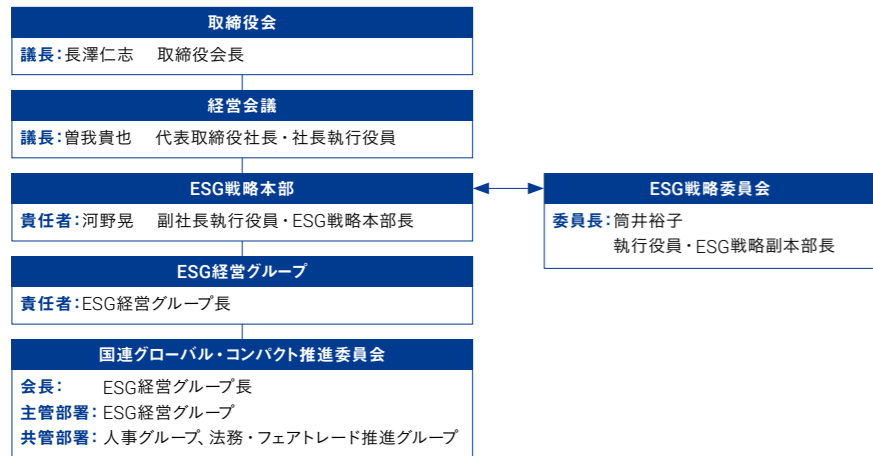 取締役会
議長：長澤仁志　取締役会長
経営会議
議長：曽我貴也　代表取締役社長・社長執行役員
ESG戦略本部
責任者：河野晃　副社長執行役員・ESG戦略本部長
ESG戦略委員会
委員長：筒井裕子
執行役員・ESG戦略副本部長
ESG経営グループ
責任者：ESG経営グループ長
国連グローバル・コンパクト推進委員会
会長：　ESG経営グループ長
主管部署：ESG経営グループ
共管部署：人事グループ、法務・フェアトレード推進グループ